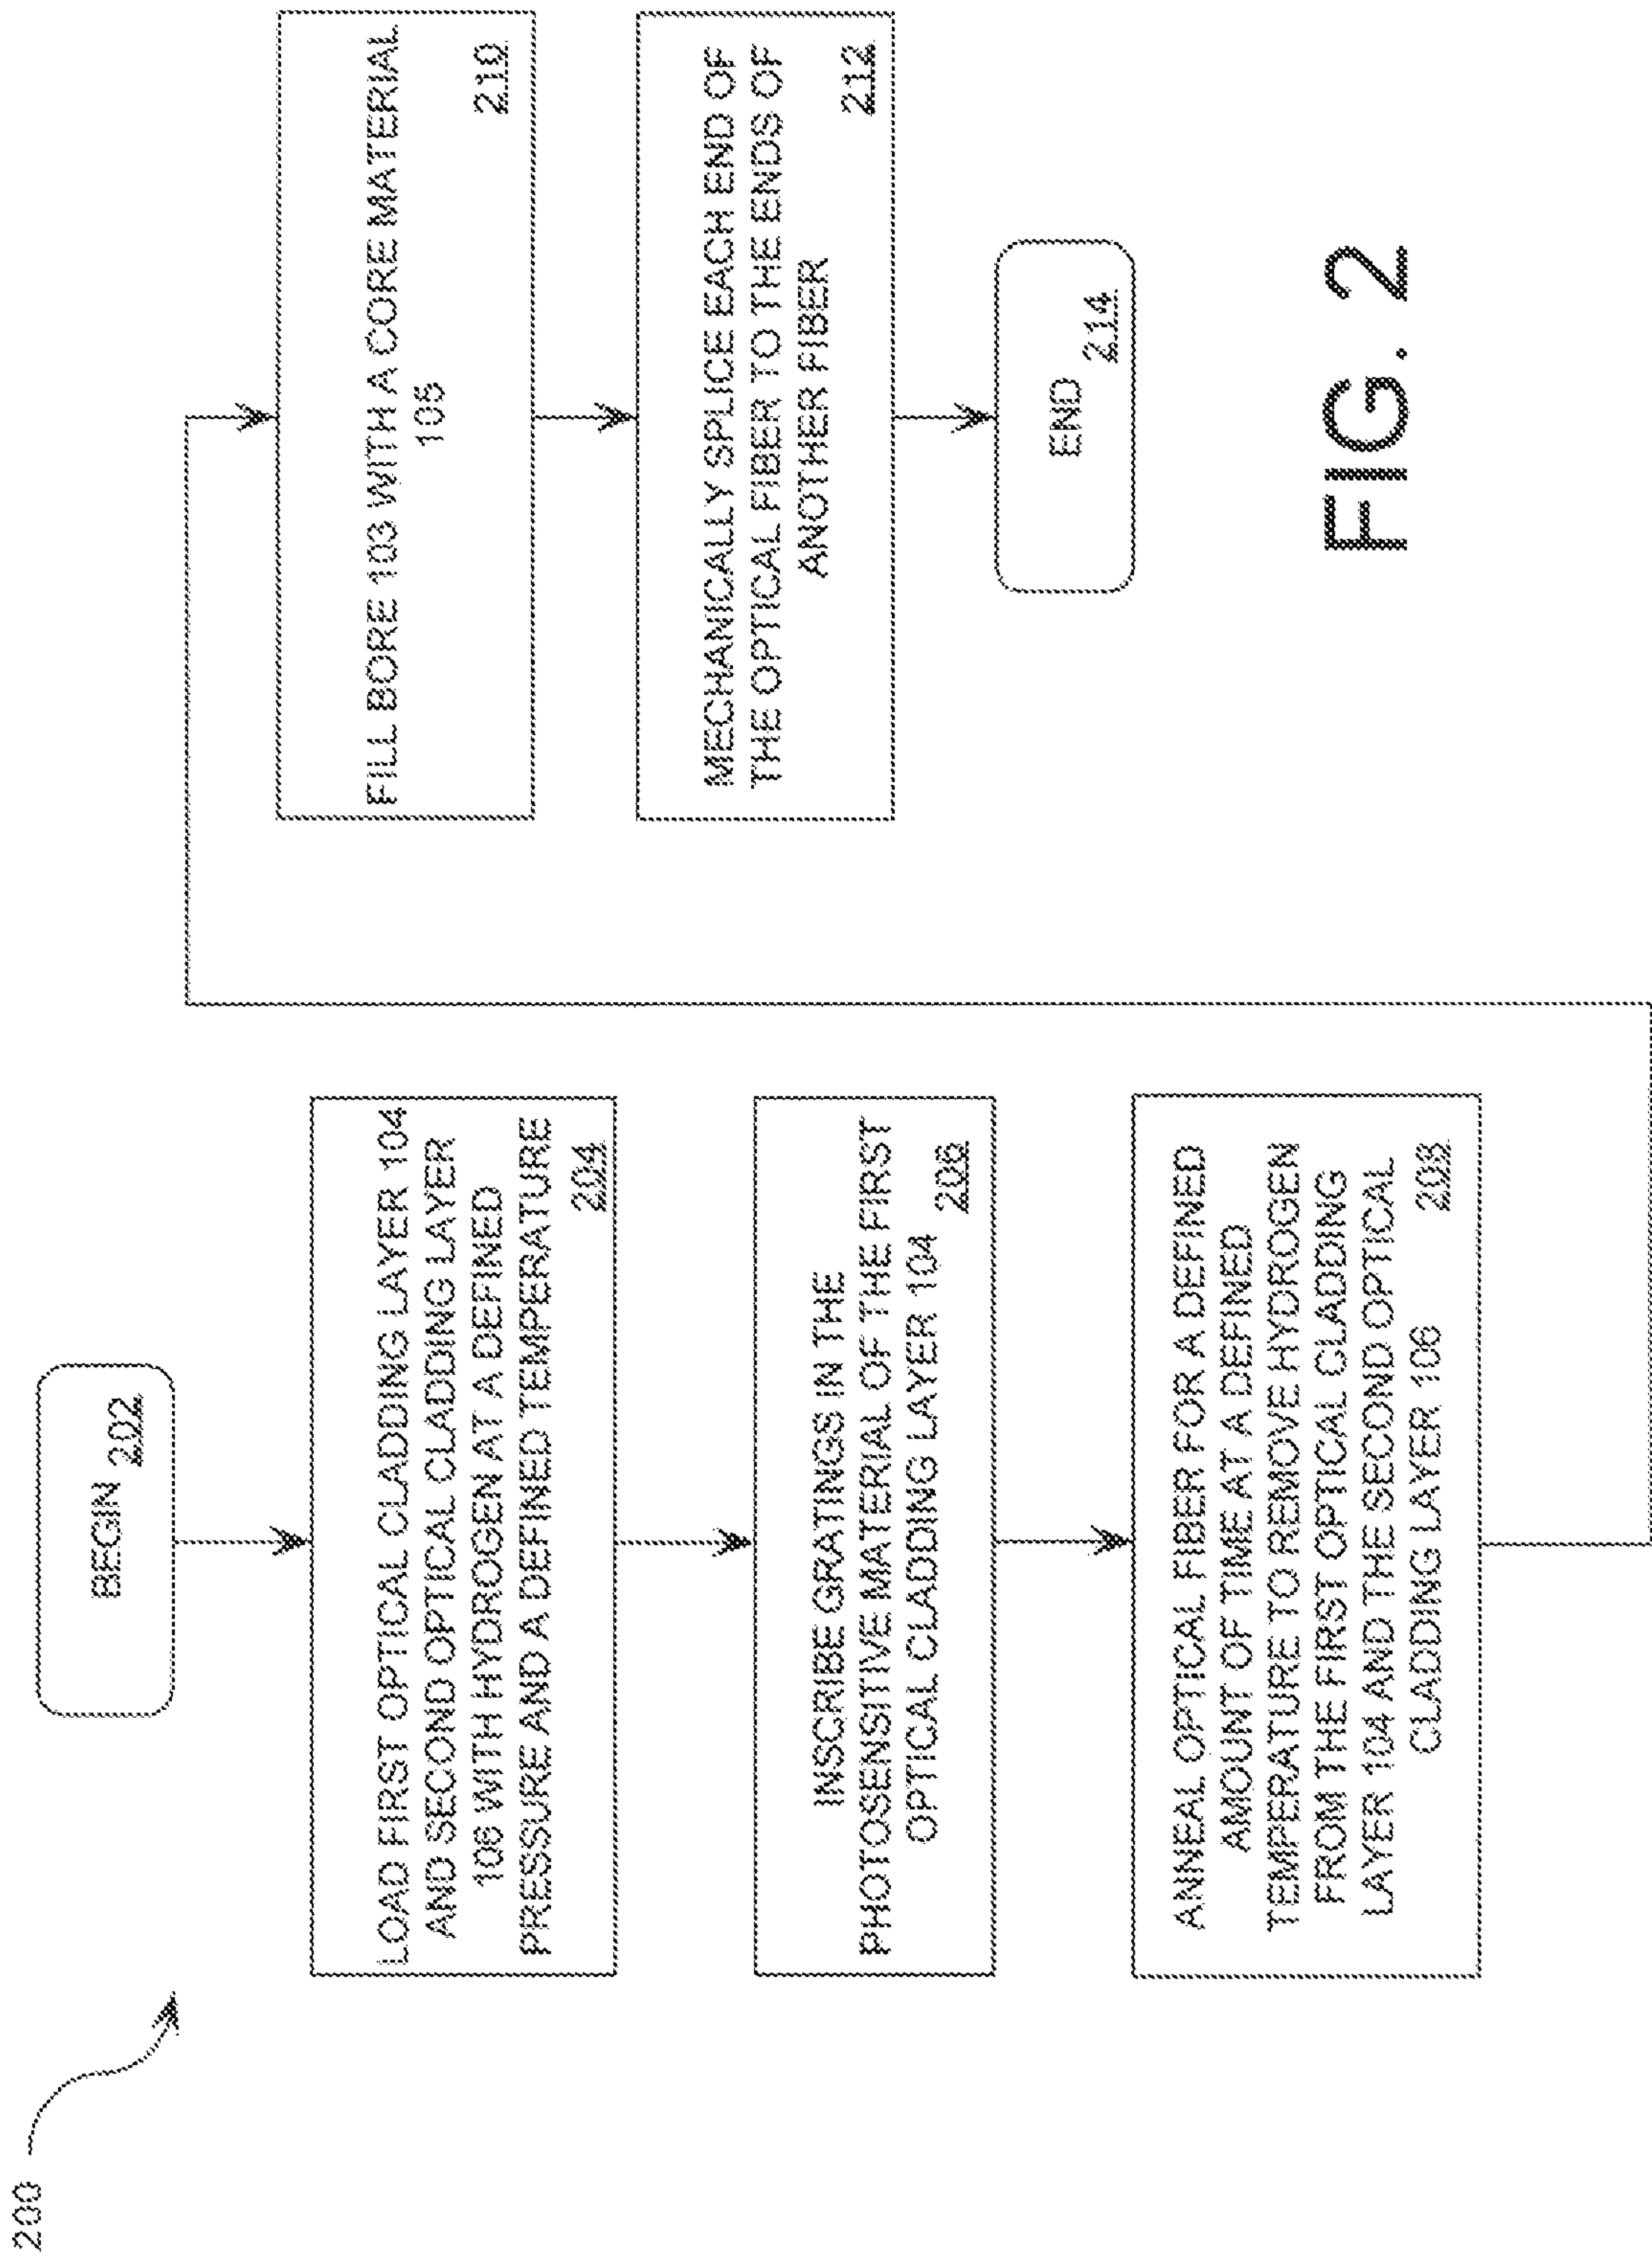 200
BEGIN
202
LOAD FIRST OPTICAL CLADDING LAYER 104
AND SECOND OPTICAL CLADDING LAYER
106 WITH HYDROGEN AT A DEFINED
PRESSURE AND A DEFINED TEMPERATURE
204
INSCRIBE GRATINGS IN THE
PHOTOSENSITIVE MATERIAL OF THE FIRST
OPTICAL CLADDING LAYER 104
206
ANNEAL OPTICAL FIBER FOR A DEFINED
AMOUNT OF TIME AT A DEFINED
TEMPERATURE TO REMOVE HYDROGEN
FROM THE FIRST OPTICAL CLADDING
LAYER 104 AND THE SECOND OPTICAL
CLADDING LAYER 106
208
FILL BORE 103 WITH A CORE MATERIAL
105
210
MECHANICALLY SPLICE EACH END OF
THE OPTICAL FIBER TO THE ENDS OF
ANOTHER FIBER
212
END
214
FIG. 2